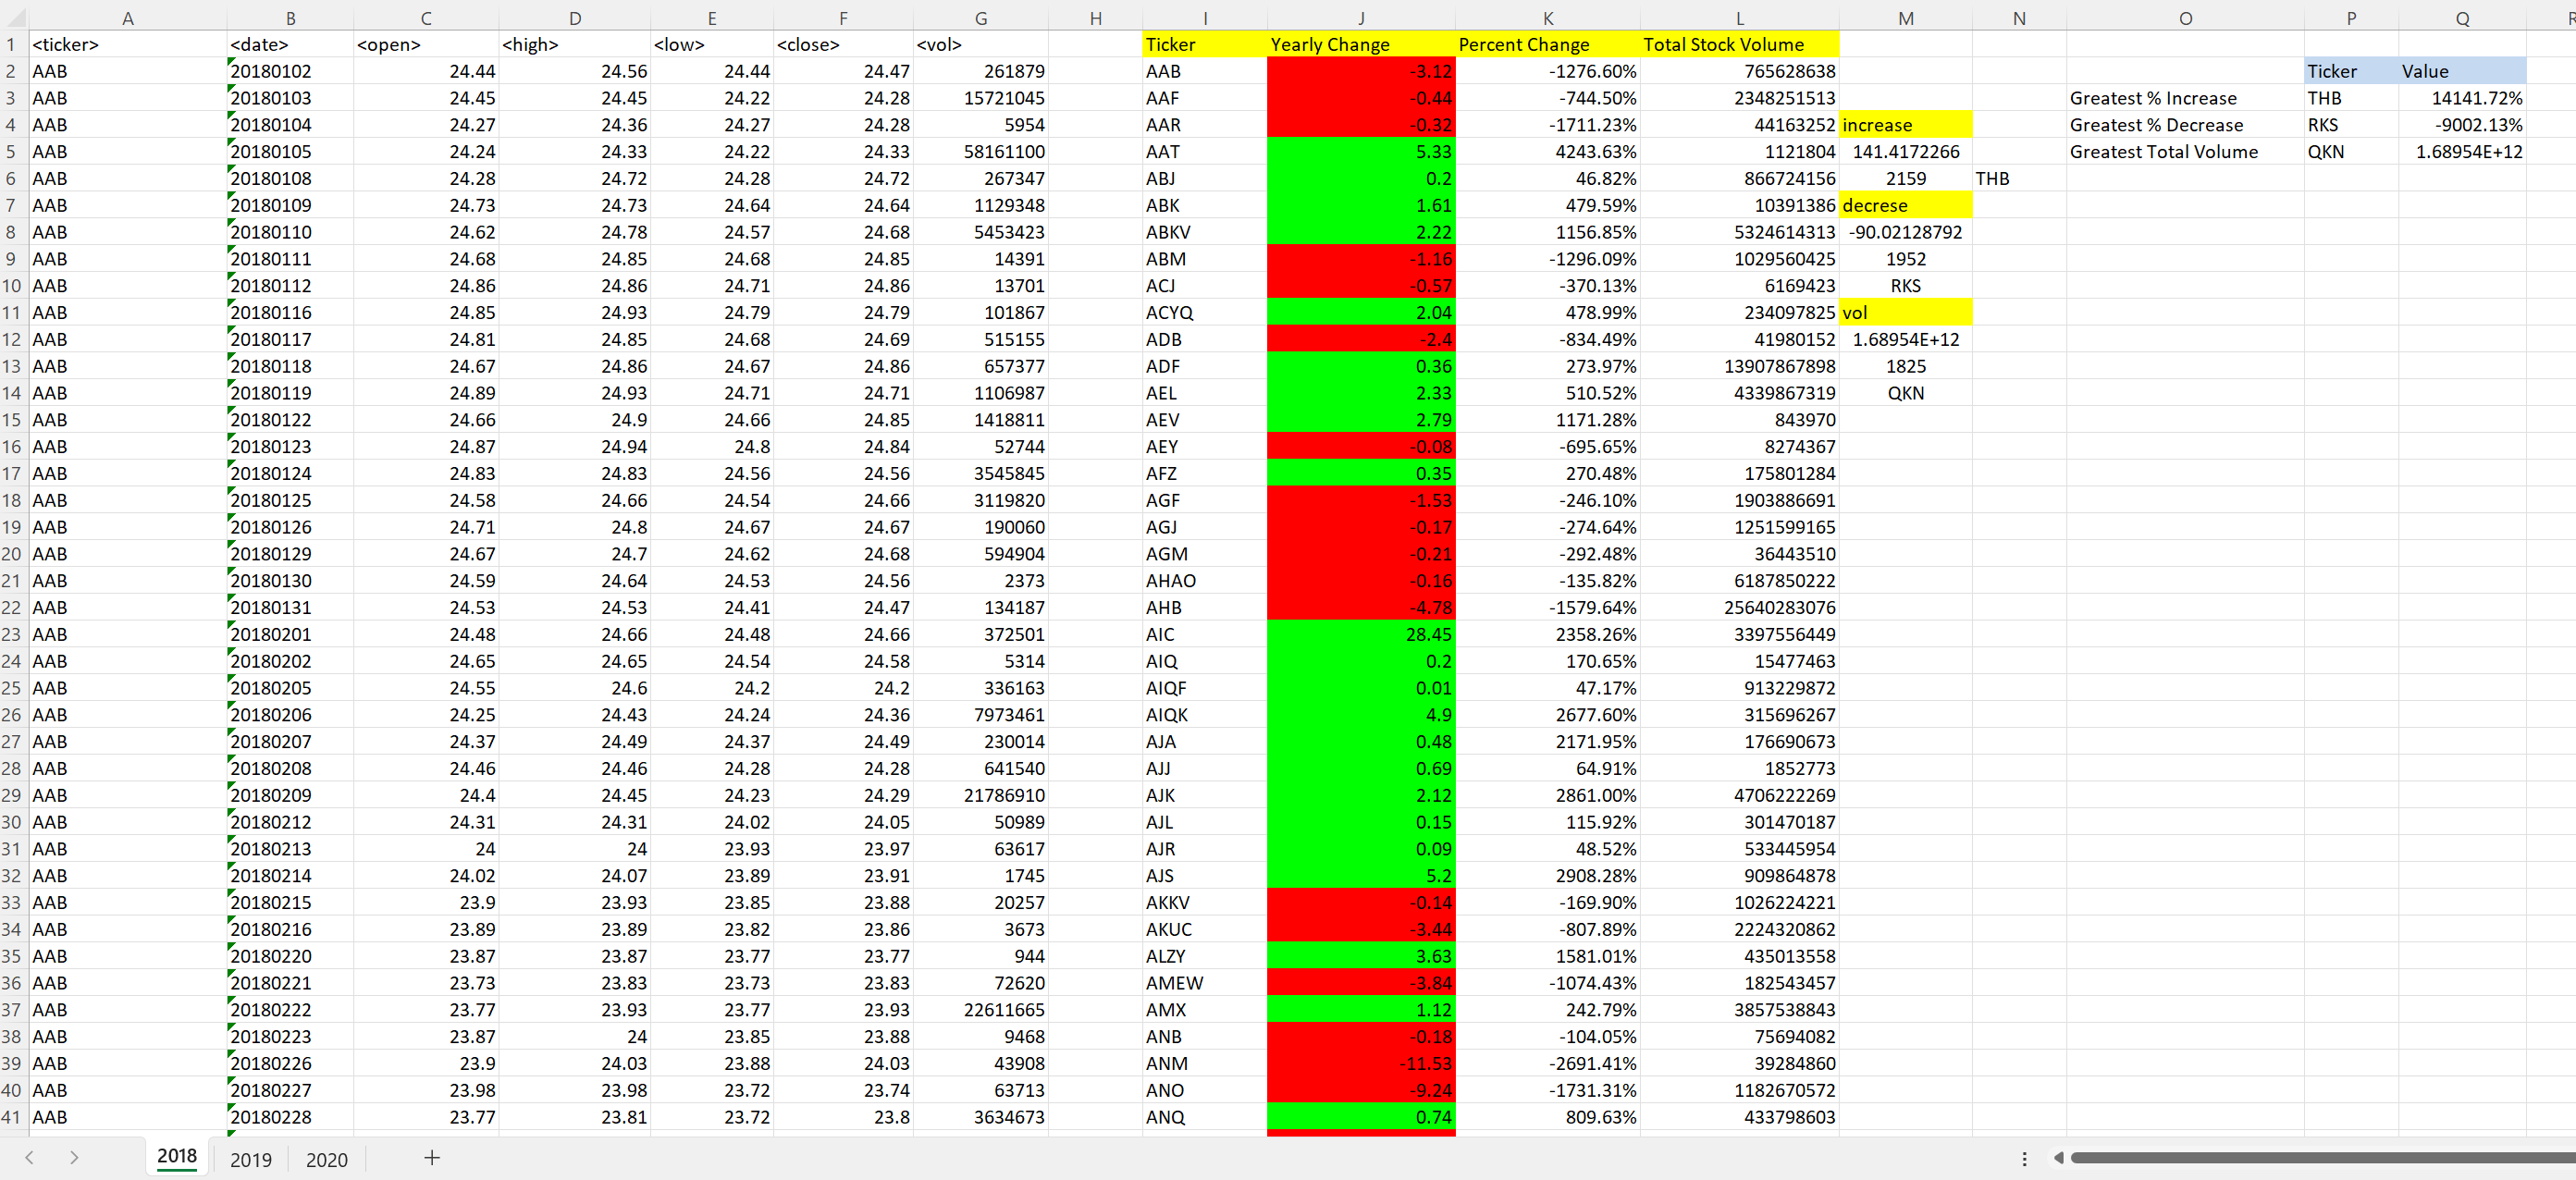 A B C D E F G H I J K L M N O P Q
1 <ticker> <date> <open> <high> <low> <close> <vol> Ticker Yearly Change Percent Change Total Stock Volume
2 AAB 20180102 24.44 24.56 24.44 24.47 261879 AAB -3.12 -1276.60% 765628638 Ticker Value
3 AAB 20180103 24.45 24.45 24.22 24.28 15721045 AAF -0.44 -744.50% 2348251513 Greatest % Increase THB 14141.72%
4 AAB 20180104 24.27 24.36 24.27 24.28 5954 AAR -0.32 -1711.23% 44163252 increase Greatest % Decrease RKS -9002.13%
5 AAB 20180105 24.24 24.33 24.22 24.33 58161100 AAT 5.33 4243.63% 1121804 141.4172266 Greatest Total Volume QKN 1.68954E+12
6 AAB 20180108 24.28 24.72 24.28 24.72 267347 ABJ 0.2 46.82% 866724156 2159 THB
7 AAB 20180109 24.73 24.73 24.64 24.64 1129348 ABK 1.61 479.59% 10391386 decrese
8 AAB 20180110 24.62 24.78 24.57 24.68 5453423 ABKV 2.22 1156.85% 5324614313 -90.02128792
9 AAB 20180111 24.68 24.85 24.68 24.85 14391 ABM -1.16 -1296.09% 1029560425 1952
10 AAB 20180112 24.86 24.86 24.71 24.86 13701 ACJ -0.57 -370.13% 6169423 RKS
11 AAB 20180116 24.85 24.93 24.79 24.79 101867 ACYQ 2.04 478.99% 234097825 vol
12 AAB 20180117 24.81 24.85 24.68 24.69 515155 ADB -2.4 -834.49% 41980152 1.68954E+12
13 AAB 20180118 24.67 24.86 24.67 24.86 657377 ADF 0.36 273.97% 13907867898 1825
14 AAB 20180119 24.89 24.93 24.71 24.71 1106987 AEL 2.33 510.52% 4339867319 QKN
15 AAB 20180122 24.66 24.9 24.66 24.85 1418811 AEV 2.79 1171.28% 843970
16 AAB 20180123 24.87 24.94 24.8 24.84 52744 AEY -0.08 -695.65% 8274367
17 AAB 20180124 24.83 24.83 24.56 24.56 3545845 AFZ 0.35 270.48% 175801284
18 AAB 20180125 24.58 24.66 24.54 24.66 3119820 AGF -1.53 -246.10% 1903886691
19 AAB 20180126 24.71 24.8 24.67 24.67 190060 AGJ -0.17 -274.64% 1251599165
20 AAB 20180129 24.67 24.7 24.62 24.68 594904 AGM -0.21 -292.48% 36443510
21 AAB 20180130 24.59 24.64 24.53 24.56 2373 AHAO -0.16 -135.82% 6187850222
22 AAB 20180131 24.53 24.53 24.41 24.47 134187 AHB -4.78 -1579.64% 25640283076
23 AAB 20180201 24.48 24.66 24.48 24.66 372501 AIC 28.45 2358.26% 3397556449
24 AAB 20180202 24.65 24.65 24.54 24.58 5314 AIQ 0.2 170.65% 15477463
25 AAB 20180205 24.55 24.6 24.2 24.2 336163 AIQF 0.01 47.17% 913229872
26 AAB 20180206 24.25 24.43 24.24 24.36 7973461 AIQK 4.9 2677.60% 315696267
27 AAB 20180207 24.37 24.49 24.37 24.49 230014 AJA 0.48 2171.95% 176690673
28 AAB 20180208 24.46 24.46 24.28 24.28 641540 AJJ 0.69 64.91% 1852773
29 AAB 20180209 24.4 24.45 24.23 24.29 21786910 AJK 2.12 2861.00% 4706222269
30 AAB 20180212 24.31 24.31 24.02 24.05 50989 AJL 0.15 115.92% 301470187
31 AAB 20180213 24 24 23.93 23.97 63617 AJR 0.09 48.52% 533445954
32 AAB 20180214 24.02 24.07 23.89 23.91 1745 AJS 5.2 2908.28% 909864878
33 AAB 20180215 23.9 23.93 23.85 23.88 20257 AKKV -0.14 -169.90% 1026224221
34 AAB 20180216 23.89 23.89 23.82 23.86 3673 AKUC -3.44 -807.89% 2224320862
35 AAB 20180220 23.87 23.87 23.77 23.77 944 ALZY 3.63 1581.01% 435013558
36 AAB 20180221 23.73 23.83 23.73 23.83 72620 AMEW -3.84 -1074.43% 182543457
37 AAB 20180222 23.77 23.93 23.77 23.93 22611665 AMX 1.12 242.79% 3857538843
38 AAB 20180223 23.87 24 23.85 23.88 9468 ANB -0.18 -104.05% 75694082
39 AAB 20180226 23.9 24.03 23.88 24.03 43908 ANM -11.53 -2691.41% 39284860
40 AAB 20180227 23.98 23.98 23.72 23.74 63713 ANO -9.24 -1731.31% 1182670572
41 AAB 20180228 23.77 23.81 23.72 23.8 3634673 ANQ 0.74 809.63% 433798603
2018 2019 2020